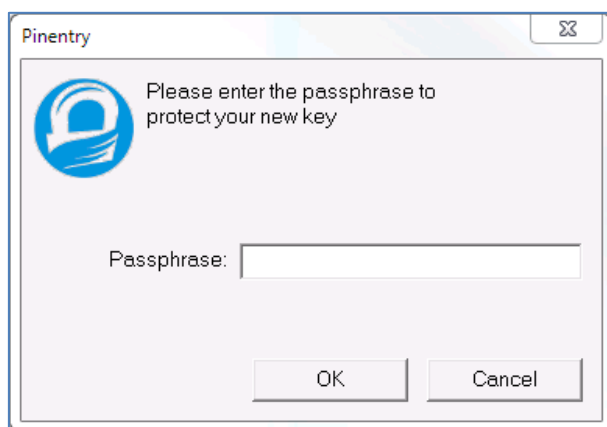 Pinentry
Please enter the passphrase to
protect your new key
Passphrase:
OK
Cancel